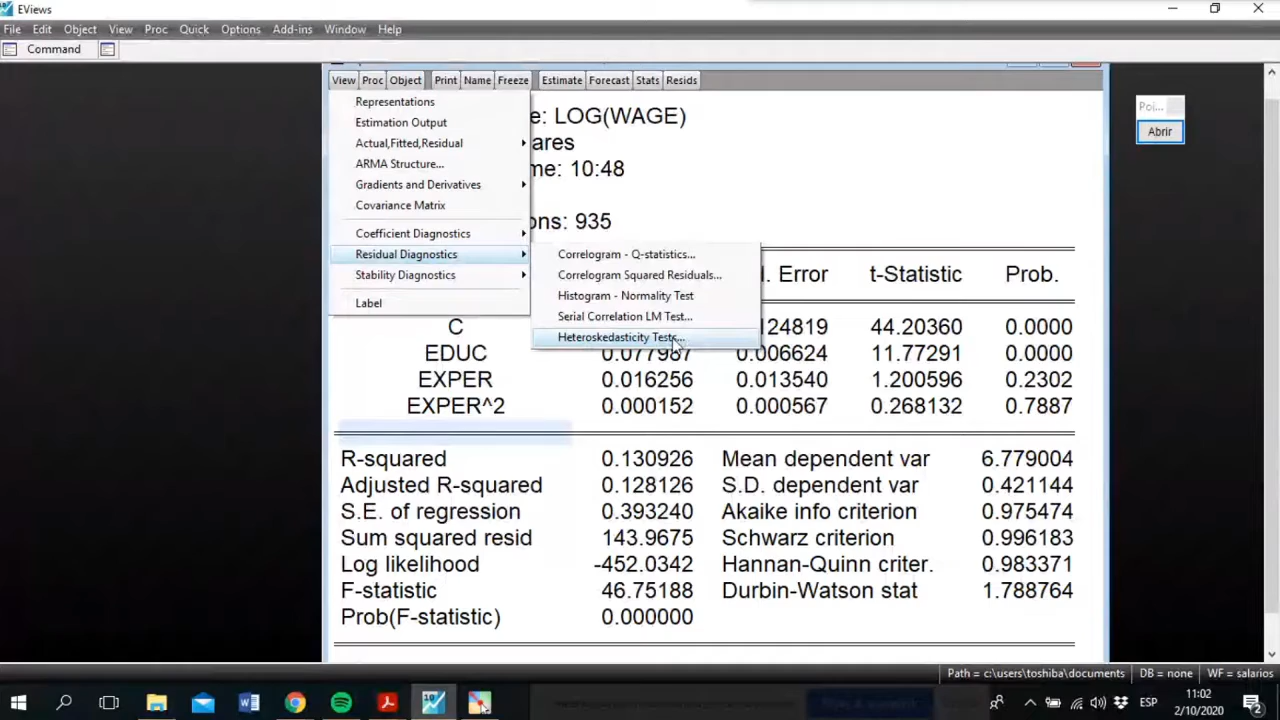 EViews
File Edit Object View Proc Quick Options Add-ins Window Help
Command
View Proc Object Print Name Freeze Estimate Forecast Stats Resids
Representations
Estimation Output
Actual,Fitted,Residual
ARMA Structure...
Gradients and Derivatives
Covariance Matrix
Coefficient Diagnostics
Residual Diagnostics
Stability Diagnostics
Label
Correlogram - Q-statistics...
Correlogram Squared Residuals...
Histogram - Normality Test
Serial Correlation LM Test...
Heteroskedasticity Tests...
e: LOG(WAGE)
ares
me: 10:48
ons: 935
Poi...
Abrir
d. Error t-Statistic Prob.
C 124819 44.20360 0.0000
EDUC 0.077987 0.006624 11.77291 0.0000
EXPER 0.016256 0.013540 1.200596 0.2302
EXPER^2 0.000152 0.000567 0.268132 0.7887
R-squared 0.130926 Mean dependent var 6.779004
Adjusted R-squared 0.128126 S.D. dependent var 0.421144
S.E. of regression 0.393240 Akaike info criterion 0.975474
Sum squared resid 143.9675 Schwarz criterion 0.996183
Log likelihood -452.0342 Hannan-Quinn criter. 0.983371
F-statistic 46.75188 Durbin-Watson stat 1.788764
Prob(F-statistic) 0.000000
Path = c:\users\toshiba\documents DB = none WF = salarios
ESP
11:02
2/10/2020
2